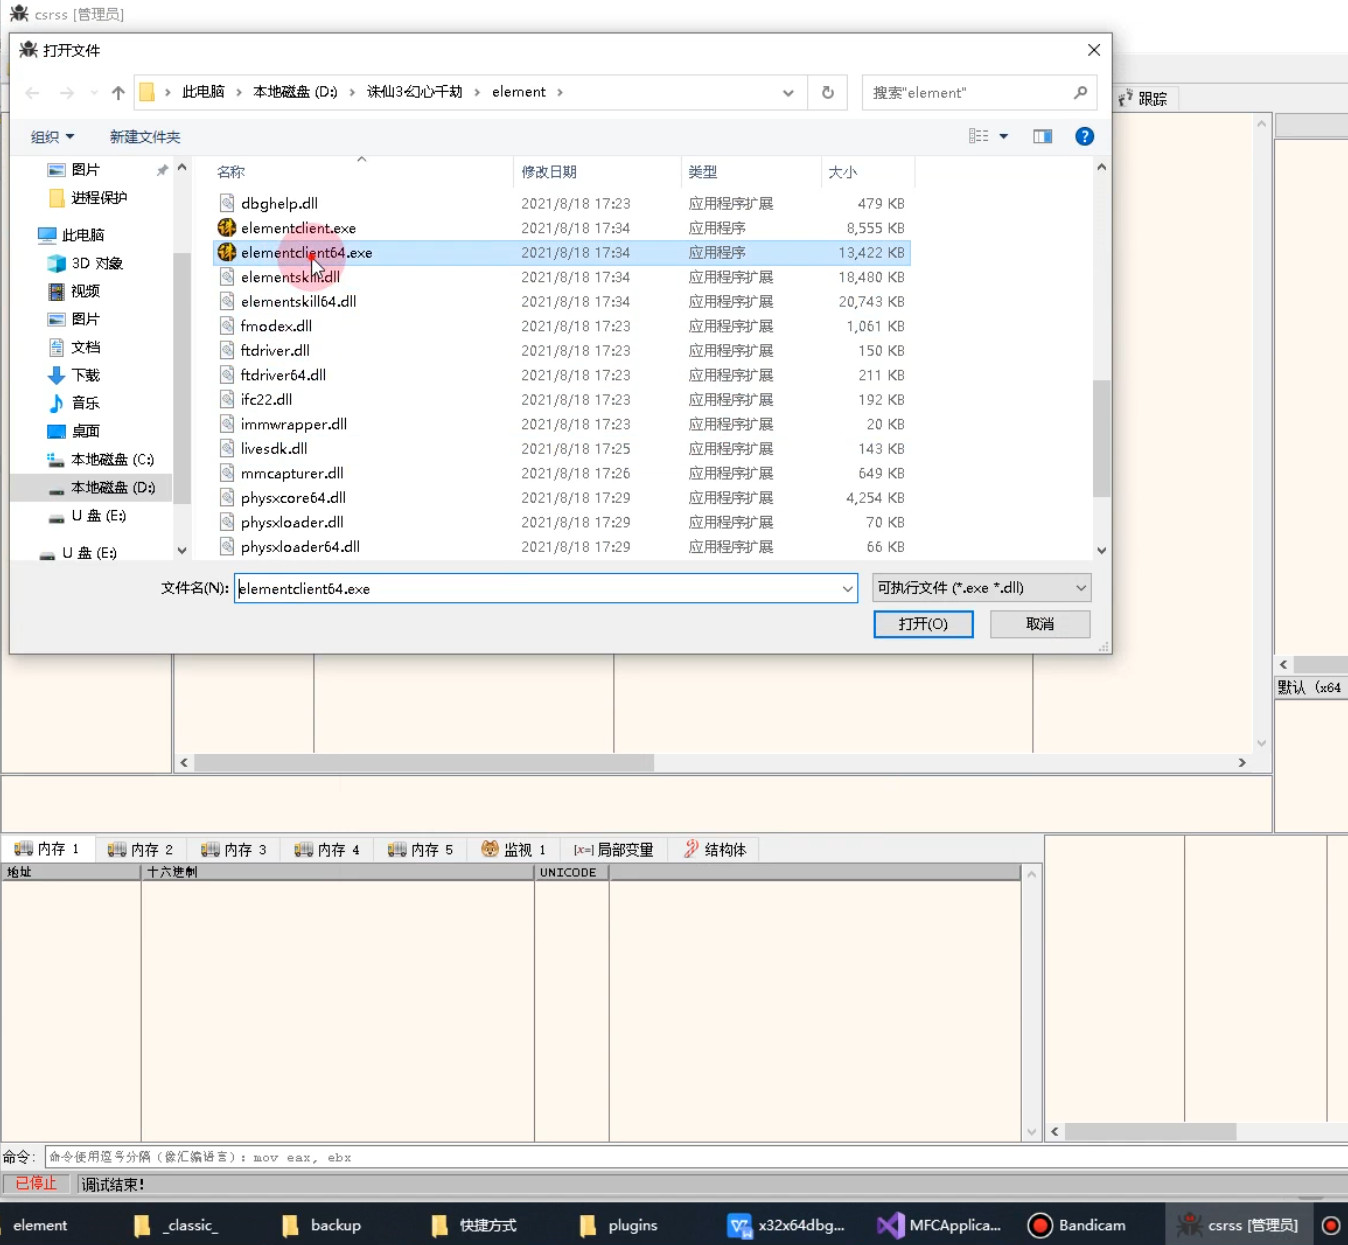 csrss [管理员]
打开文件
此电脑 › 本地磁盘 (D:) › 诛仙3幻心千劫 › element ›
搜索"element"
跟踪
组织
新建文件夹
图片
进程保护
此电脑
3D 对象
视频
图片
文档
下载
音乐
桌面
本地磁盘 (C:)
本地磁盘 (D:)
U 盘 (E:)
U 盘 (E:)
名称 修改日期 类型 大小
dbghelp.dll 2021/8/18 17:23 应用程序扩展 479 KB
elementclient.exe 2021/8/18 17:34 应用程序 8,555 KB
elementclient64.exe 2021/8/18 17:34 应用程序 13,422 KB
elementskill.dll 2021/8/18 17:34 应用程序扩展 18,480 KB
elementskill64.dll 2021/8/18 17:34 应用程序扩展 20,743 KB
fmodex.dll 2021/8/18 17:23 应用程序扩展 1,061 KB
ftdriver.dll 2021/8/18 17:23 应用程序扩展 150 KB
ftdriver64.dll 2021/8/18 17:23 应用程序扩展 211 KB
ifc22.dll 2021/8/18 17:23 应用程序扩展 192 KB
immwrapper.dll 2021/8/18 17:23 应用程序扩展 20 KB
livesdk.dll 2021/8/18 17:25 应用程序扩展 143 KB
mmcapturer.dll 2021/8/18 17:26 应用程序扩展 649 KB
physxcore64.dll 2021/8/18 17:29 应用程序扩展 4,254 KB
physxloader.dll 2021/8/18 17:29 应用程序扩展 70 KB
physxloader64.dll 2021/8/18 17:29 应用程序扩展 66 KB
文件名(N): elementclient64.exe
可执行文件 (*.exe *.dll)
打开(O)
取消
默认 (x64
内存 1 内存 2 内存 3 内存 4 内存 5 监视 1 [x=] 局部变量 结构体
地址 十六进制 UNICODE
命令: 命令使用逗号分隔（像汇编语言）: mov eax, ebx
已停止 调试结束!
element _classic_ backup 快捷方式 plugins x32x64dbg... MFCApplica... Bandicam csrss [管理员]